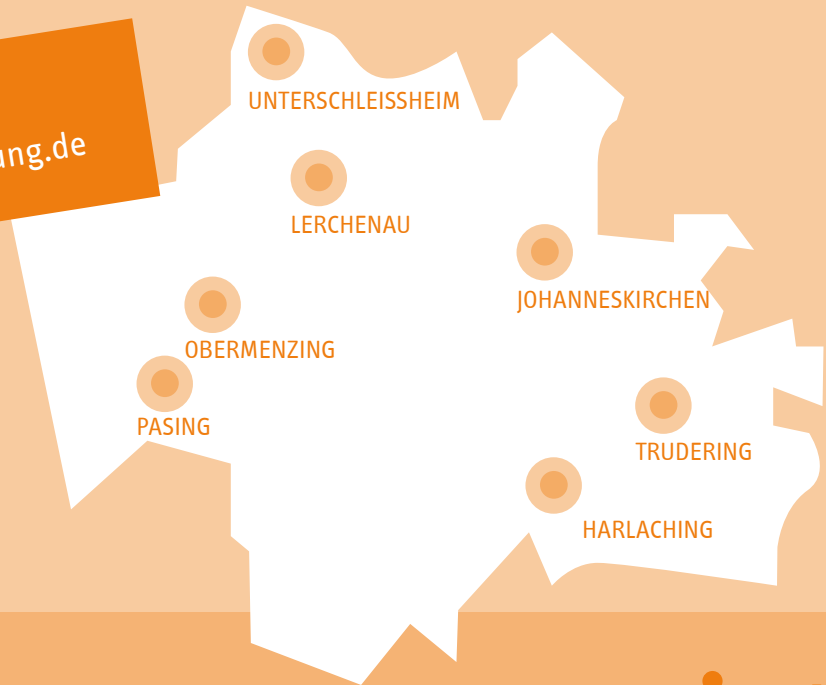 UNTERSCHLEISSHEIM
ung.de
LERCHENAU
JOHANNESKIRCHEN
OBERMENZING
PASING
TRUDERING
HARLACHING